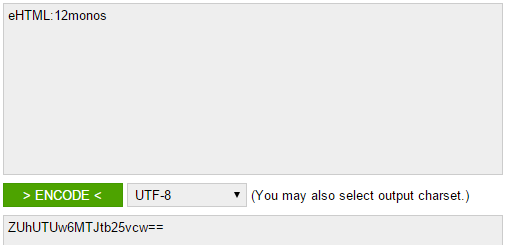 eHTML:12monos
> ENCODE < UTF-8 (You may also select output charset.)
ZUhUTUw6MTJtb25vcw==